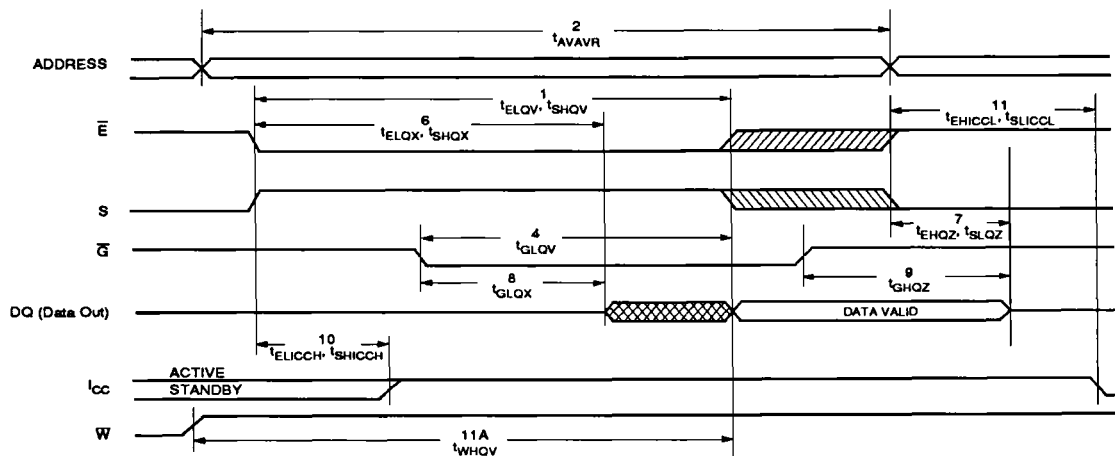 2
tAVAVR
ADDRESS
1
tELQV, tSHQV
11
tEHICCL, tSLICCL
E̅
6
tELQX, tSHQX
S
7
tEHQZ, tSLQZ
4
tGLQV
G̅
8
tGLQX
9
tGHQZ
DQ (Data Out)
DATA VALID
10
tELICCH, tSHICCH
ACTIVE
ICC
STANDBY
W̅
11A
tWHQV